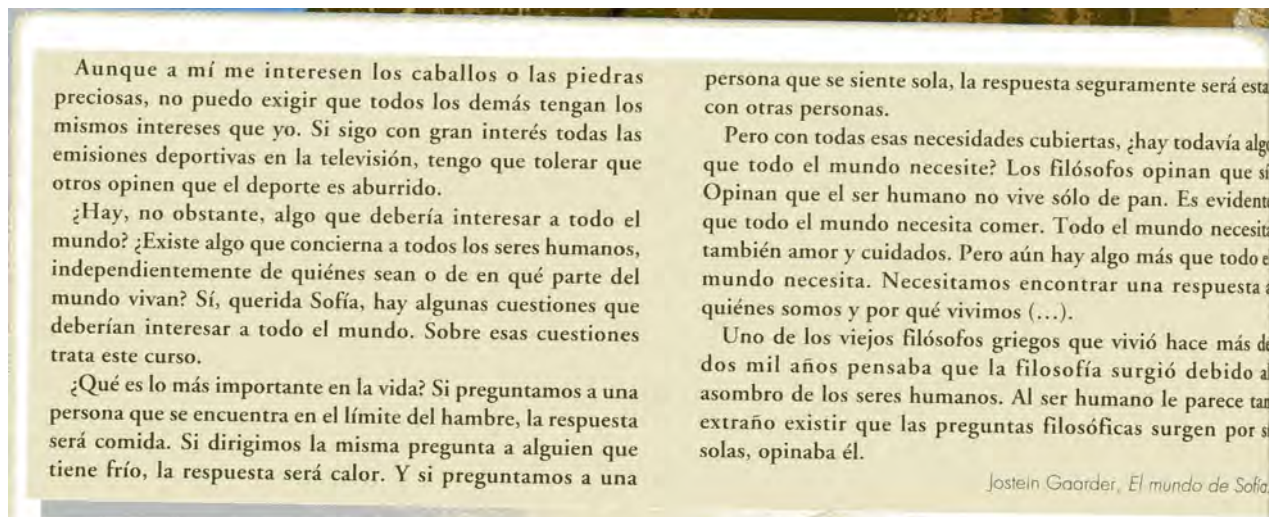 Aunque a mí me interesen los caballos o las piedras
preciosas, no puedo exigir que todos los demás tengan los
mismos intereses que yo. Si sigo con gran interés todas las
emisiones deportivas en la televisión, tengo que tolerar que
otros opinen que el deporte es aburrido.
¿Hay, no obstante, algo que debería interesar a todo el
mundo? ¿Existe algo que concierna a todos los seres humanos,
independientemente de quiénes sean o de en qué parte del
mundo vivan? Sí, querida Sofía, hay algunas cuestiones que
deberían interesar a todo el mundo. Sobre esas cuestiones
trata este curso.
¿Qué es lo más importante en la vida? Si preguntamos a una
persona que se encuentra en el límite del hambre, la respuesta
será comida. Si dirigimos la misma pregunta a alguien que
tiene frío, la respuesta será calor. Y si preguntamos a una
persona que se siente sola, la respuesta seguramente será esta
con otras personas.
Pero con todas esas necesidades cubiertas, ¿hay todavía algo
que todo el mundo necesite? Los filósofos opinan que sí
Opinan que el ser humano no vive sólo de pan. Es evidente
que todo el mundo necesita comer. Todo el mundo necesita
también amor y cuidados. Pero aún hay algo más que todo e
mundo necesita. Necesitamos encontrar una respuesta a
quiénes somos y por qué vivimos (...).
Uno de los viejos filósofos griegos que vivió hace más de
dos mil años pensaba que la filosofía surgió debido al
asombro de los seres humanos. Al ser humano le parece tan
extraño existir que las preguntas filosóficas surgen por sí
solas, opinaba él.
Jostein Gaarder, El mundo de Sofía.